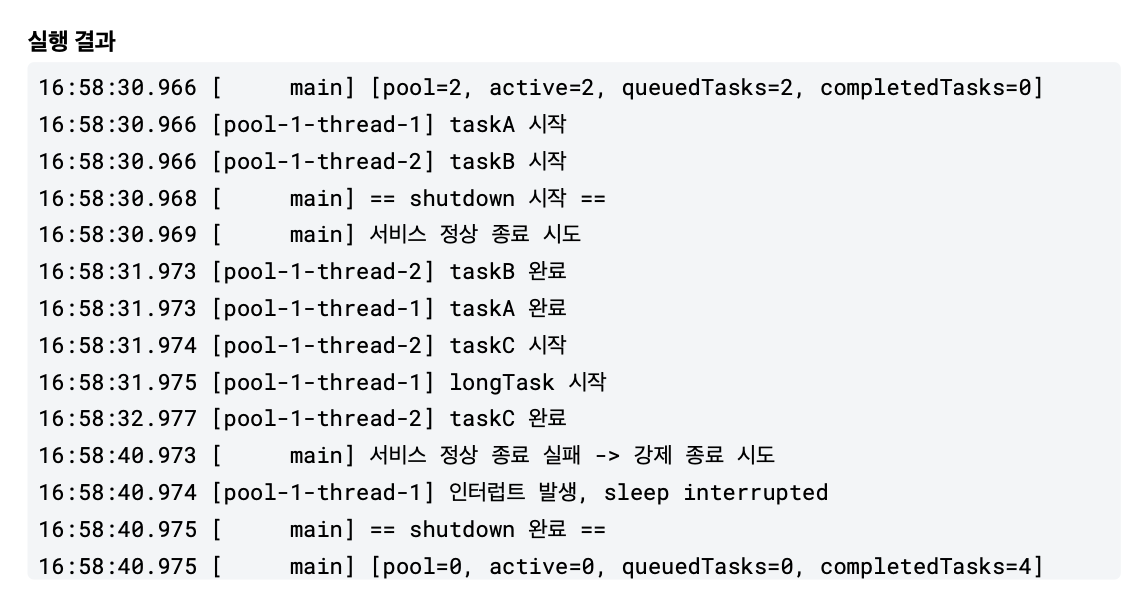 실행 결과
16:58:30.966 [     main] [pool=2, active=2, queuedTasks=2, completedTasks=0]
16:58:30.966 [pool-1-thread-1] taskA 시작
16:58:30.966 [pool-1-thread-2] taskB 시작
16:58:30.968 [     main] == shutdown 시작 ==
16:58:30.969 [     main] 서비스 정상 종료 시도
16:58:31.973 [pool-1-thread-2] taskB 완료
16:58:31.973 [pool-1-thread-1] taskA 완료
16:58:31.974 [pool-1-thread-2] taskC 시작
16:58:31.975 [pool-1-thread-1] longTask 시작
16:58:32.977 [pool-1-thread-2] taskC 완료
16:58:40.973 [     main] 서비스 정상 종료 실패 -> 강제 종료 시도
16:58:40.974 [pool-1-thread-1] 인터럽트 발생, sleep interrupted
16:58:40.975 [     main] == shutdown 완료 ==
16:58:40.975 [     main] [pool=0, active=0, queuedTasks=0, completedTasks=4]